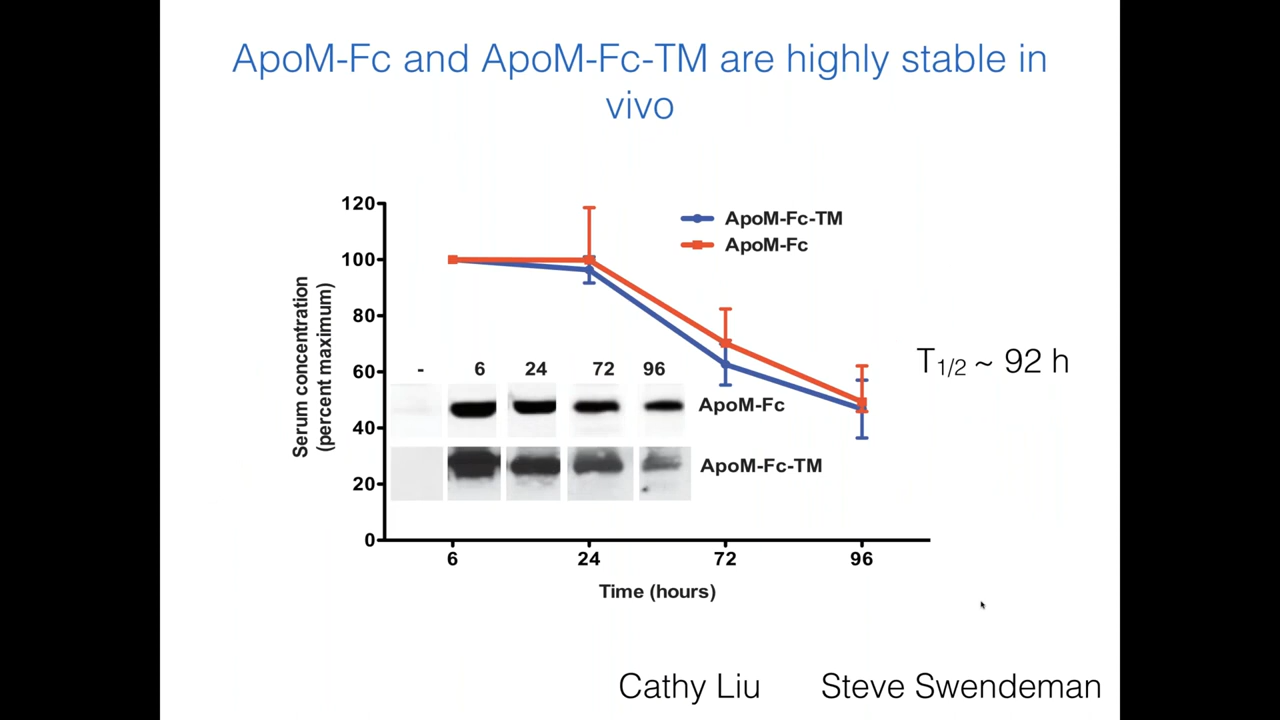 ApoM-Fc and ApoM-Fc-TM are highly stable in
vivo
120
100
80
60
40
20
0
Serum concentration
(percent maximum)
ApoM-Fc-TM
ApoM-Fc
- 6 24 72 96
ApoM-Fc
ApoM-Fc-TM
T1/2 ~ 92 h
6 24 72 96
Time (hours)
Cathy Liu Steve Swendeman